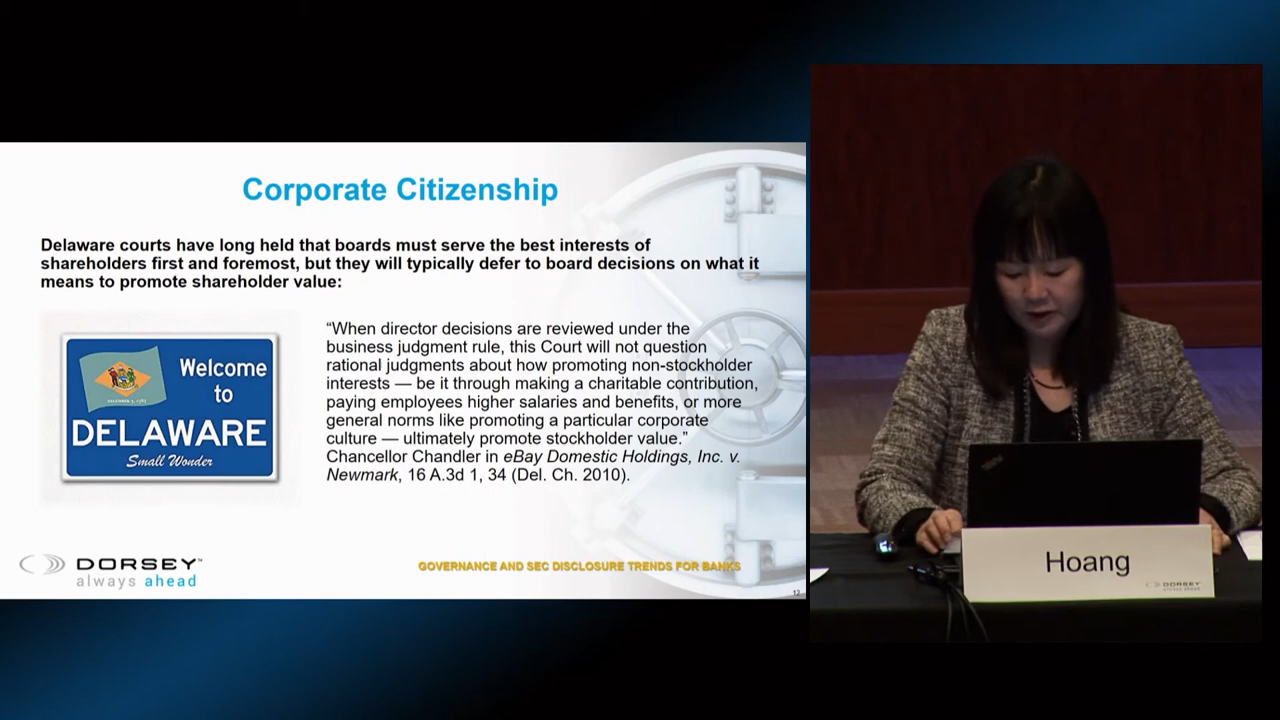 Corporate Citizenship
Delaware courts have long held that boards must serve the best interests of
shareholders first and foremost, but they will typically defer to board decisions on what it
means to promote shareholder value:
“When director decisions are reviewed under the
business judgment rule, this Court will not question
rational judgments about how promoting non-stockholder
interests — be it through making a charitable contribution,
paying employees higher salaries and benefits, or more
general norms like promoting a particular corporate
culture — ultimately promote stockholder value.”
Chancellor Chandler in eBay Domestic Holdings, Inc. v.
Newmark, 16 A.3d 1, 34 (Del. Ch. 2010).
Welcome
to
DELAWARE
Small Wonder
DORSEY™
always ahead
GOVERNANCE AND SEC DISCLOSURE TRENDS FOR BANKS
12
Hoang
DORSEY
always ahead